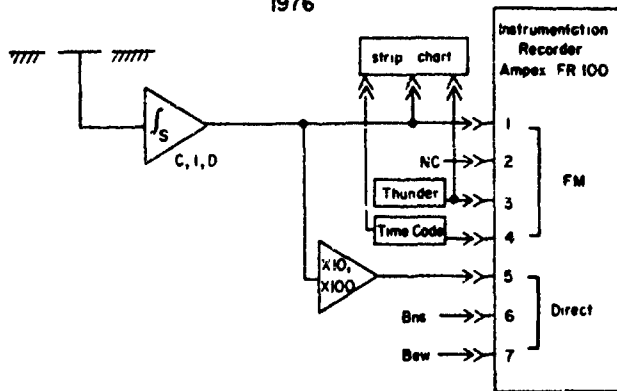 1976
Instrumentation
Recorder
Ampex FR 100
strip chart
∫s
C, I, D
1
NC
2
FM
Thunder
3
Time Code
4
X10,
X100
5
Bns
6
Direct
Bew
7